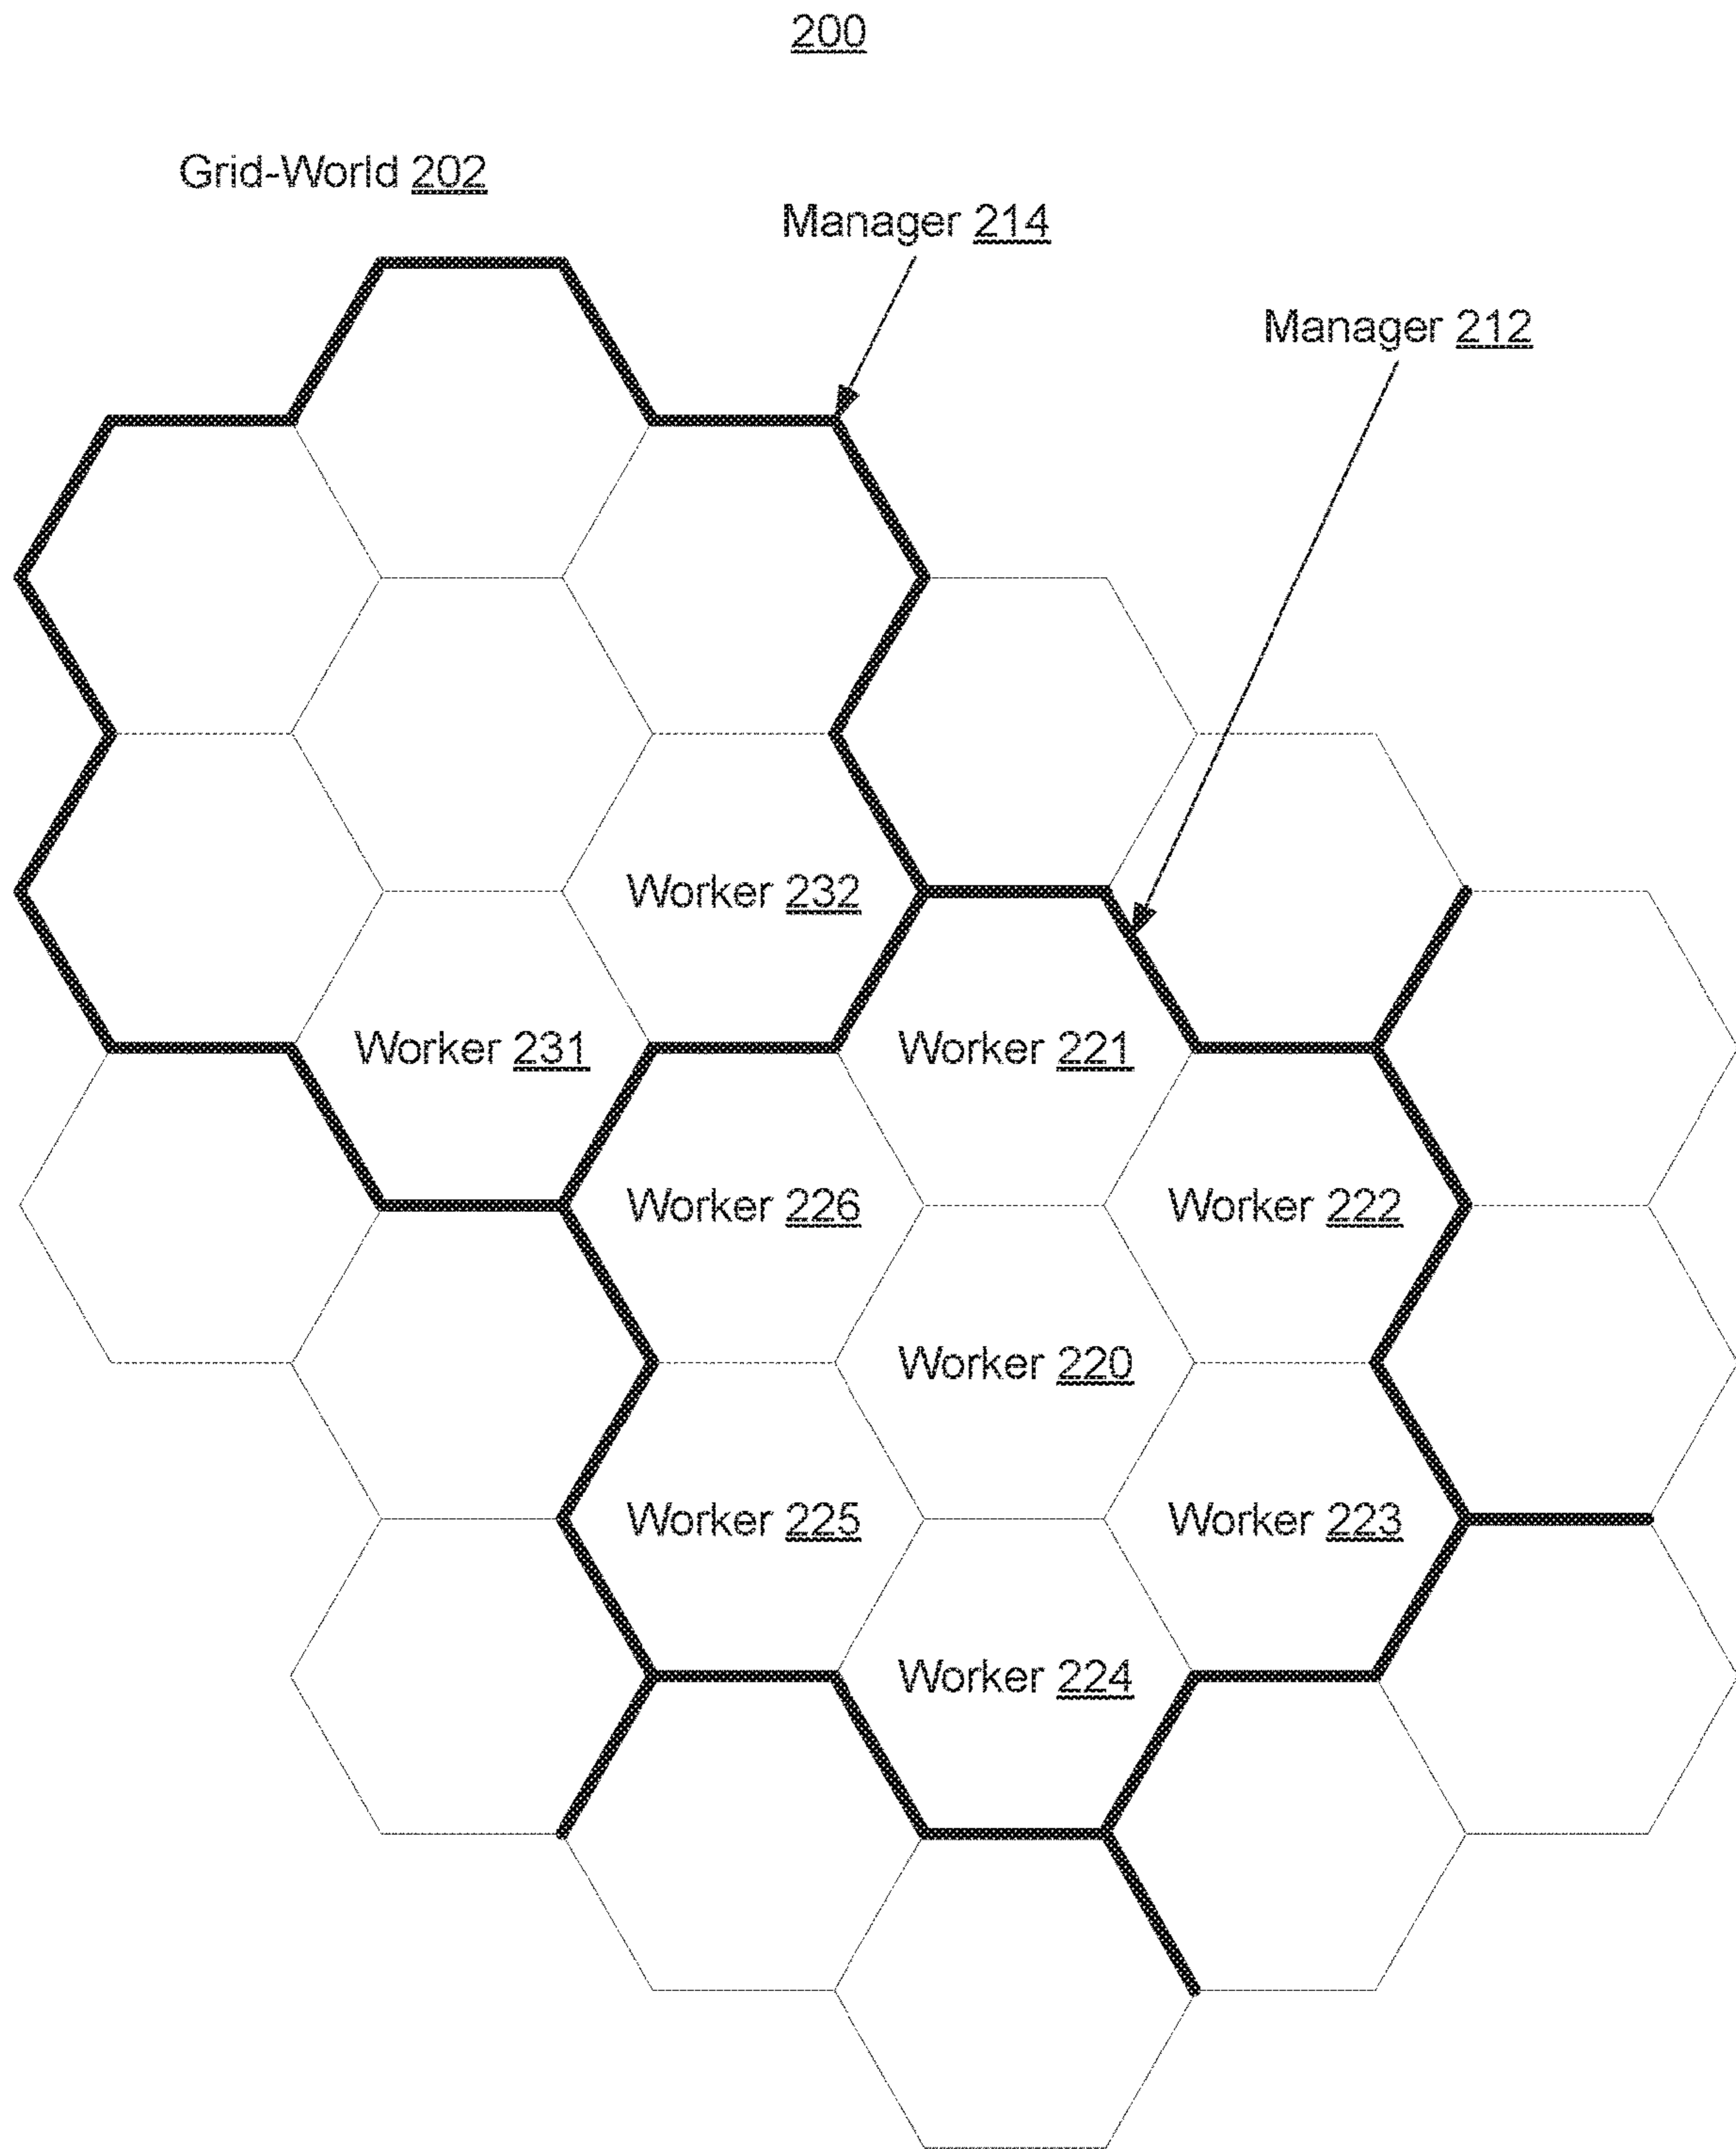 200
Grid-World 202
Manager 214
Manager 212
Worker 232
Worker 231
Worker 221
Worker 226
Worker 222
Worker 220
Worker 225
Worker 223
Worker 224